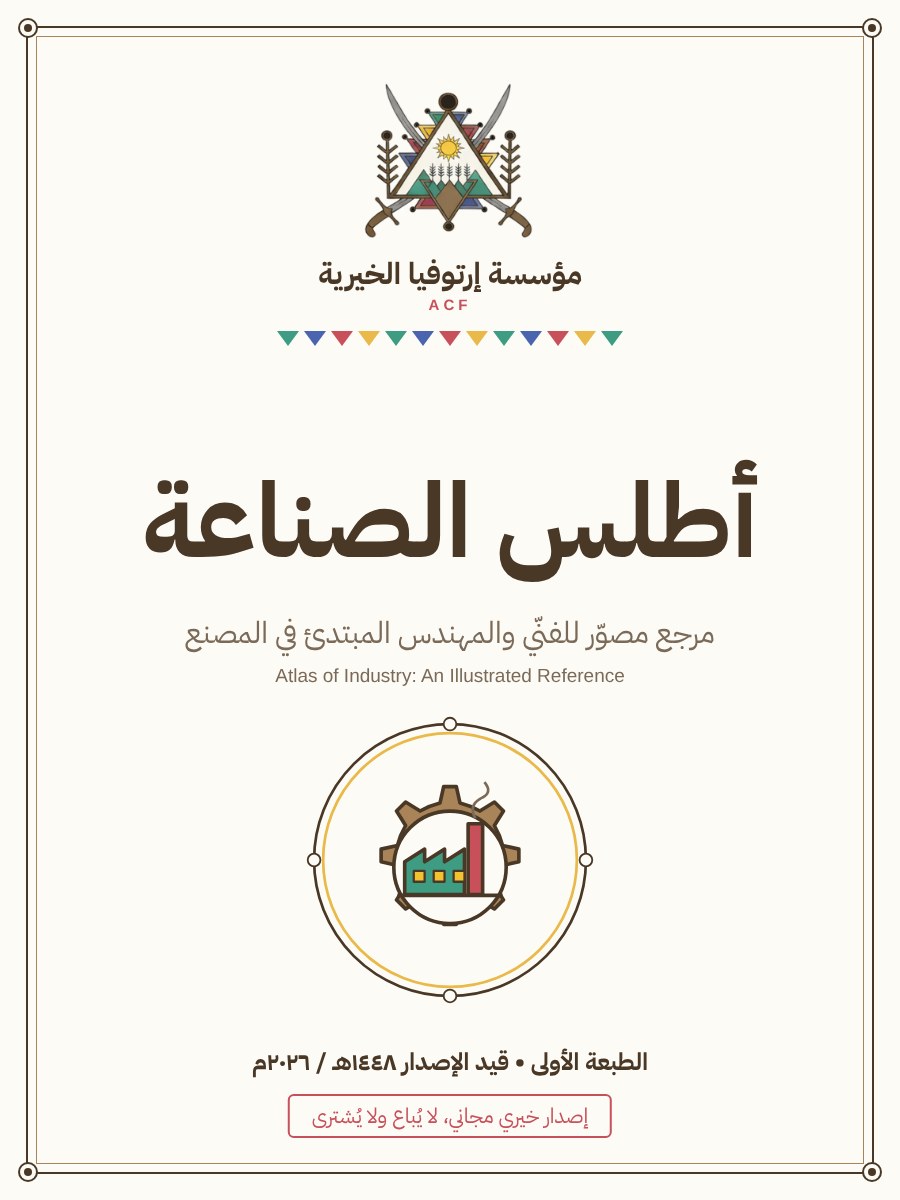 مؤسسة إرتوفيا الخيرية
ACF
أطلس الصناعة
مرجع مصوّر للفنّي والمهندس المبتدئ في المصنع
Atlas of Industry: An Illustrated Reference
الطبعة الأولى • قيد الإصدار ١٤٤٨هـ / ٢٠٢٦م
إصدار خيري مجاني، لا يُباع ولا يُشترى